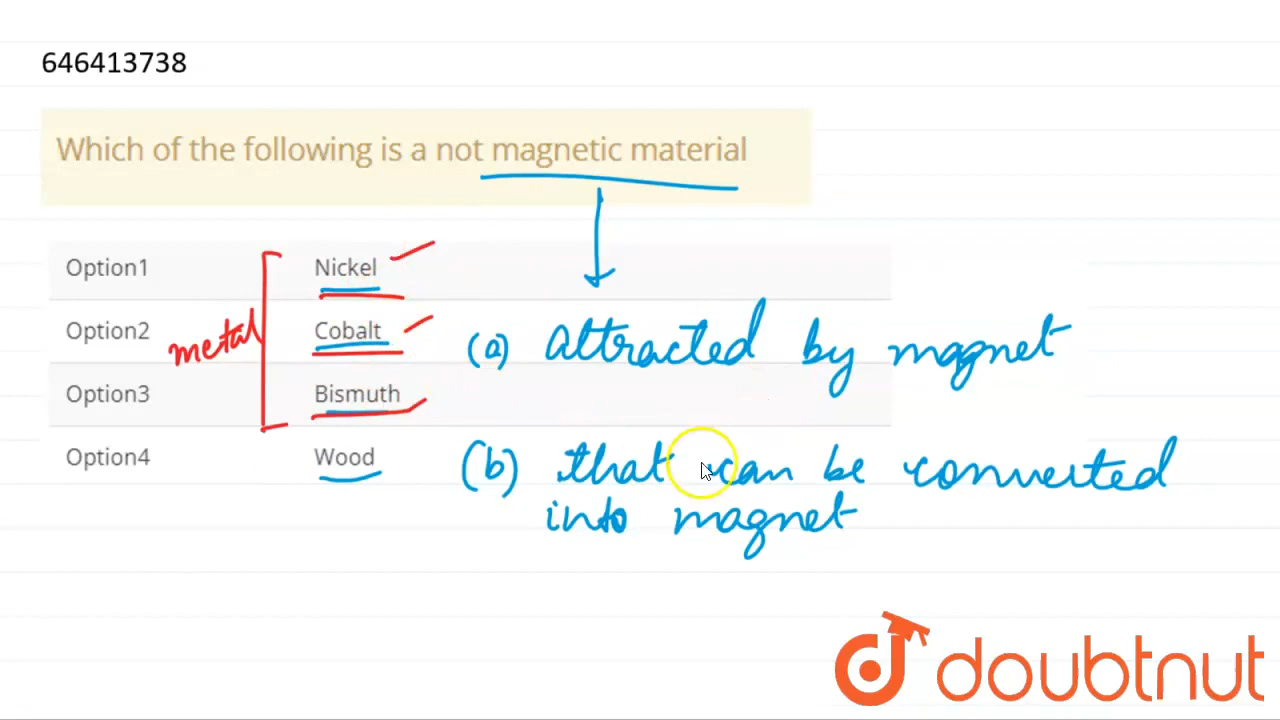 646413738
Which of the following is a not magnetic material
Option1 Nickel
Option2 Cobalt
Option3 Bismuth
Option4 Wood
metal
(a) attracted by magnet
(b) that can be converted
into magnet
doubtnut